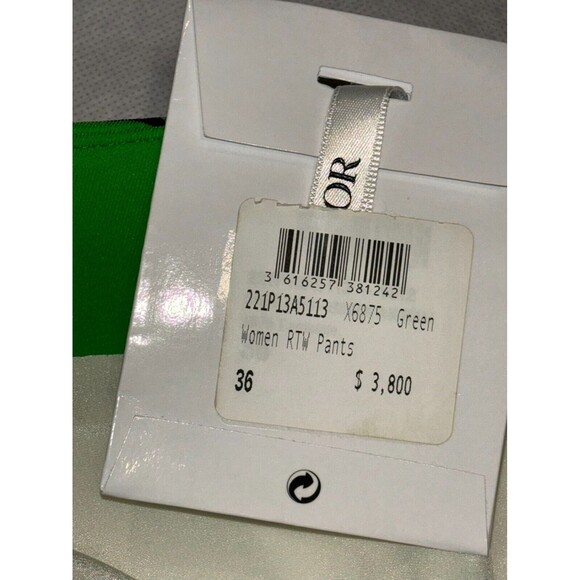 OR
3 616257 381242
221P13A5113 X6875 Green
Women RTW Pants
36 $ 3,800